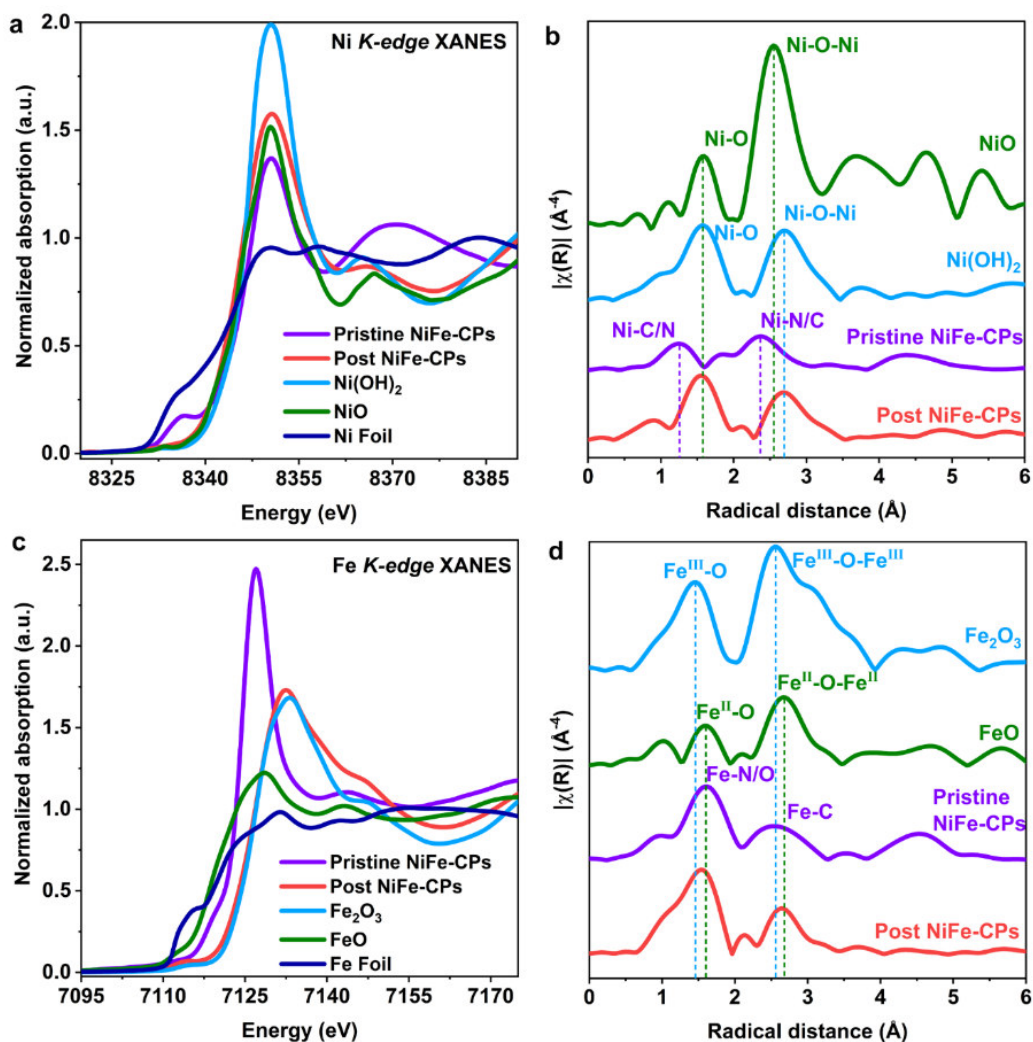 a
Ni K-edge XANES
Normalized absorption (a.u.)
2.0
1.5
1.0
0.5
0.0
Pristine NiFe-CPs
Post NiFe-CPs
Ni(OH)₂
NiO
Ni Foil
8325 8340 8355 8370 8385
Energy (eV)
b
|χ(R)| (Å⁻⁴)
Ni-O-Ni
Ni-O
NiO
Ni-O-Ni
Ni-O
Ni(OH)₂
Ni-C/N
Ni-N/C
Pristine NiFe-CPs
Post NiFe-CPs
0 1 2 3 4 5 6
Radical distance (Å)
c
Fe K-edge XANES
Normalized absorption (a.u.)
2.5
2.0
1.5
1.0
0.5
0.0
Pristine NiFe-CPs
Post NiFe-CPs
Fe₂O₃
FeO
Fe Foil
7095 7110 7125 7140 7155 7170
Energy (eV)
d
|χ(R)| (Å⁻⁴)
Feᴵᴵᴵ-O
Feᴵᴵᴵ-O-Feᴵᴵᴵ
Fe₂O₃
Feᴵᴵ-O-Feᴵᴵ
Feᴵᴵ-O
FeO
Fe-N/O
Fe-C
Pristine
NiFe-CPs
Post NiFe-CPs
0 1 2 3 4 5 6
Radical distance (Å)